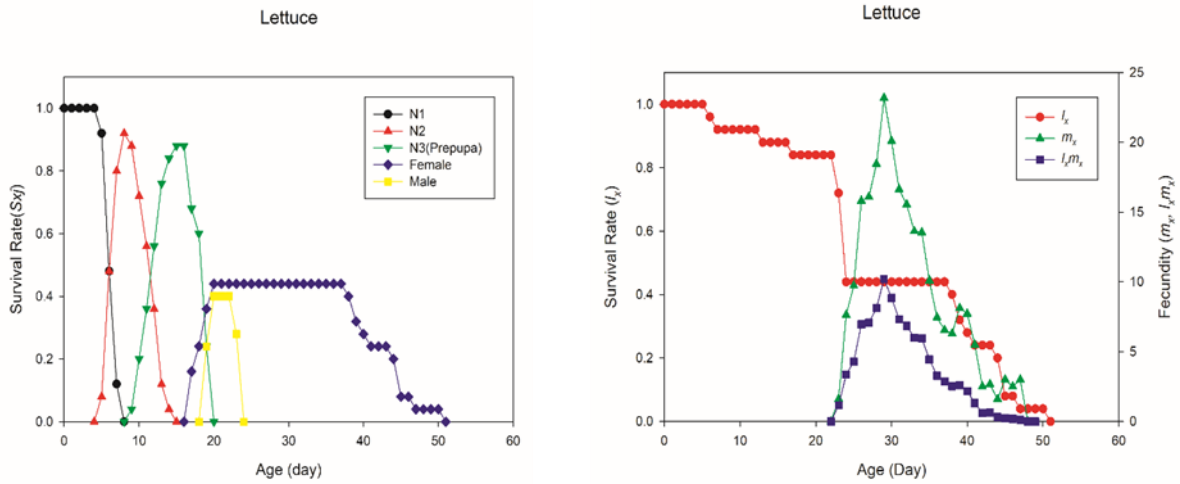 Lettuce
Survival Rate(Sxj)
1.0
0.8
0.6
0.4
0.2
0.0
N1
N2
N3(Prepupa)
Female
Male
0 10 20 30 40 50 60
Age (day)
Lettuce
Survival Rate (lx)
1.0
0.8
0.6
0.4
0.2
0.0
lx
mx
lxmx
25
20
15
10
5
0
Fecundity (mx, lxmx)
0 10 20 30 40 50 60
Age (Day)